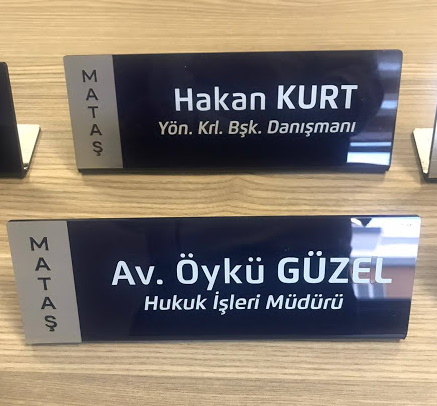 MATAŞ
Hakan KURT
Yön. Krl. Bşk. Danışmanı
MATAŞ
Av. Öykü GÜZEL
Hukuk İşleri Müdürü